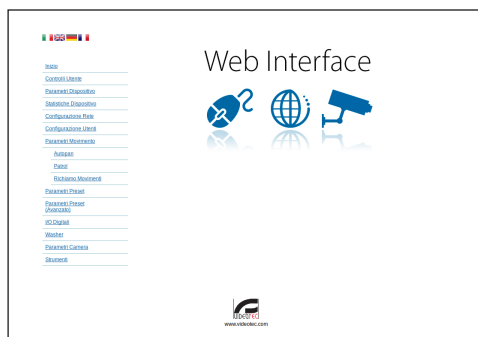 Web Interface
Inizio
Controlli Utente
Parametri Dispositivo
Statistiche Dispositivo
Configurazione Rete
Configurazione Utenti
Parametri Movimento
Autopan
Patrol
Richiamo Movimenti
Parametri Preset
Parametri Preset
(Avanzato)
I/O Digitali
Washer
Parametri Camera
Strumenti
videotec
www.videotec.com